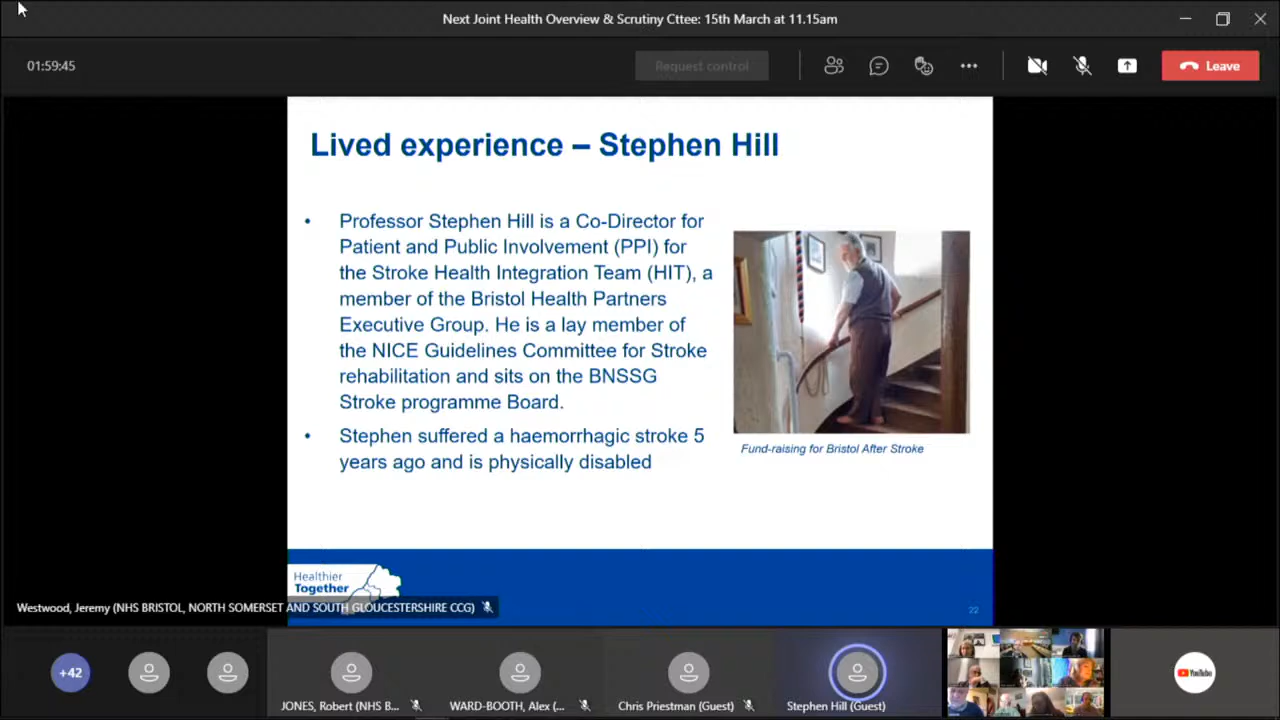 Next Joint Health Overview & Scrutiny Cttee: 15th March at 11.15am
01:59:45
Request control
Leave
Lived experience – Stephen Hill
• Professor Stephen Hill is a Co-Director for
Patient and Public Involvement (PPI) for
the Stroke Health Integration Team (HIT), a
member of the Bristol Health Partners
Executive Group. He is a lay member of
the NICE Guidelines Committee for Stroke
rehabilitation and sits on the BNSSG
Stroke programme Board.
• Stephen suffered a haemorrhagic stroke 5
years ago and is physically disabled
Fund-raising for Bristol After Stroke
Healthier
Together
Westwood, Jeremy (NHS BRISTOL, NORTH SOMERSET AND SOUTH GLOUCESTERSHIRE CCG)
22
+42
JONES, Robert (NHS B...
WARD-BOOTH, Alex (...
Chris Priestman (Guest)
Stephen Hill (Guest)
YouTube